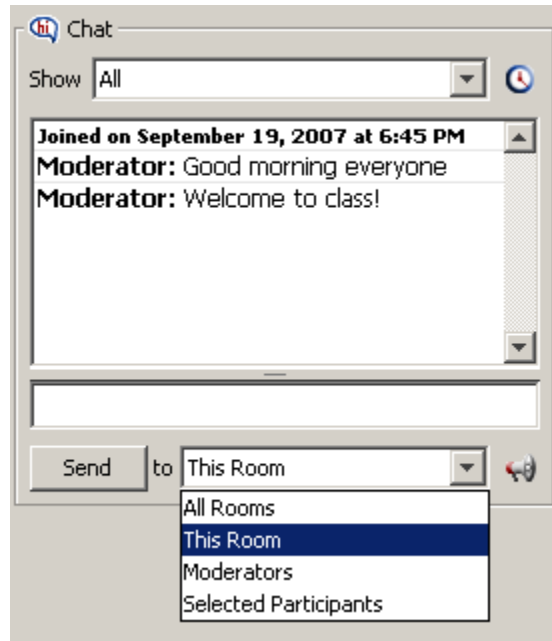 hi Chat
Show All
Joined on September 19, 2007 at 6:45 PM
Moderator: Good morning everyone
Moderator: Welcome to class!
Send to This Room
All Rooms
This Room
Moderators
Selected Participants